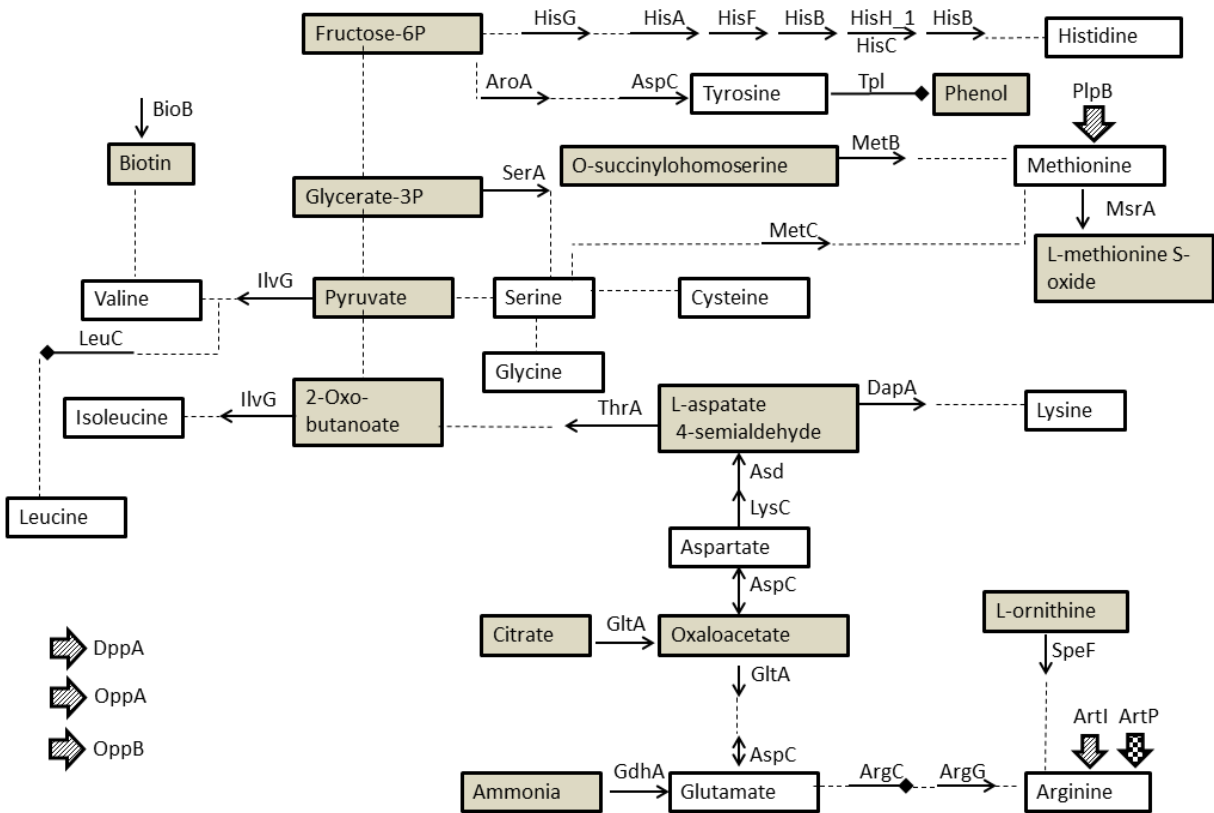 HisG
HisA
HisF
HisB
HisH_1
HisB
Fructose-6P
HisC
Histidine
AroA
AspC
Tyrosine
Tpl
Phenol
PlpB
BioB
Biotin
O-succinylohomoserine
MetB
Methionine
Glycerate-3P
SerA
MsrA
MetC
L-methionine S-
oxide
Valine
IlvG
Pyruvate
Serine
Cysteine
LeuC
Glycine
Isoleucine
IlvG
2-Oxo-
butanoate
ThrA
L-aspatate
4-semialdehyde
DapA
Lysine
Asd
LysC
Leucine
Aspartate
AspC
Citrate
GltA
Oxaloacetate
L-ornithine
DppA
SpeF
GltA
OppA
ArtI
ArtP
OppB
AspC
Ammonia
GdhA
Glutamate
ArgC
ArgG
Arginine